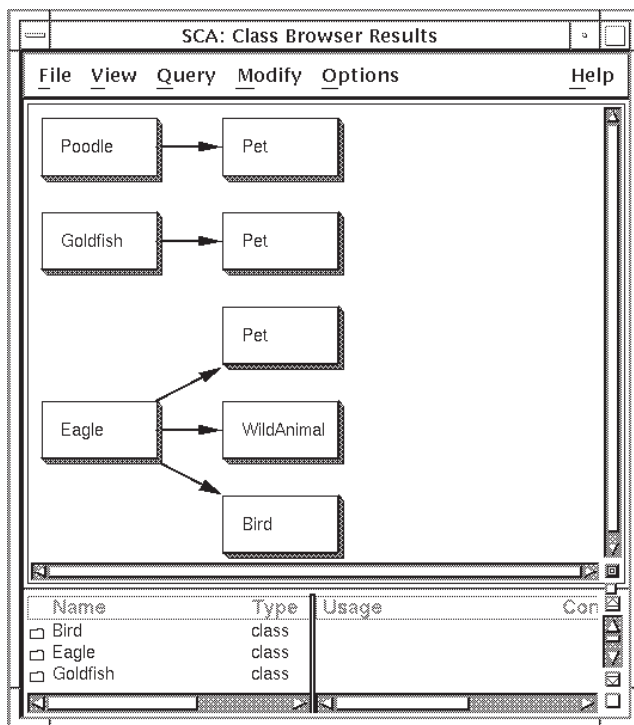 SCA: Class Browser Results
File View Query Modify Options Help
Poodle Pet
Goldfish Pet
Pet
Eagle WildAnimal
Bird
Name Type Usage Con
Bird class
Eagle class
Goldfish class